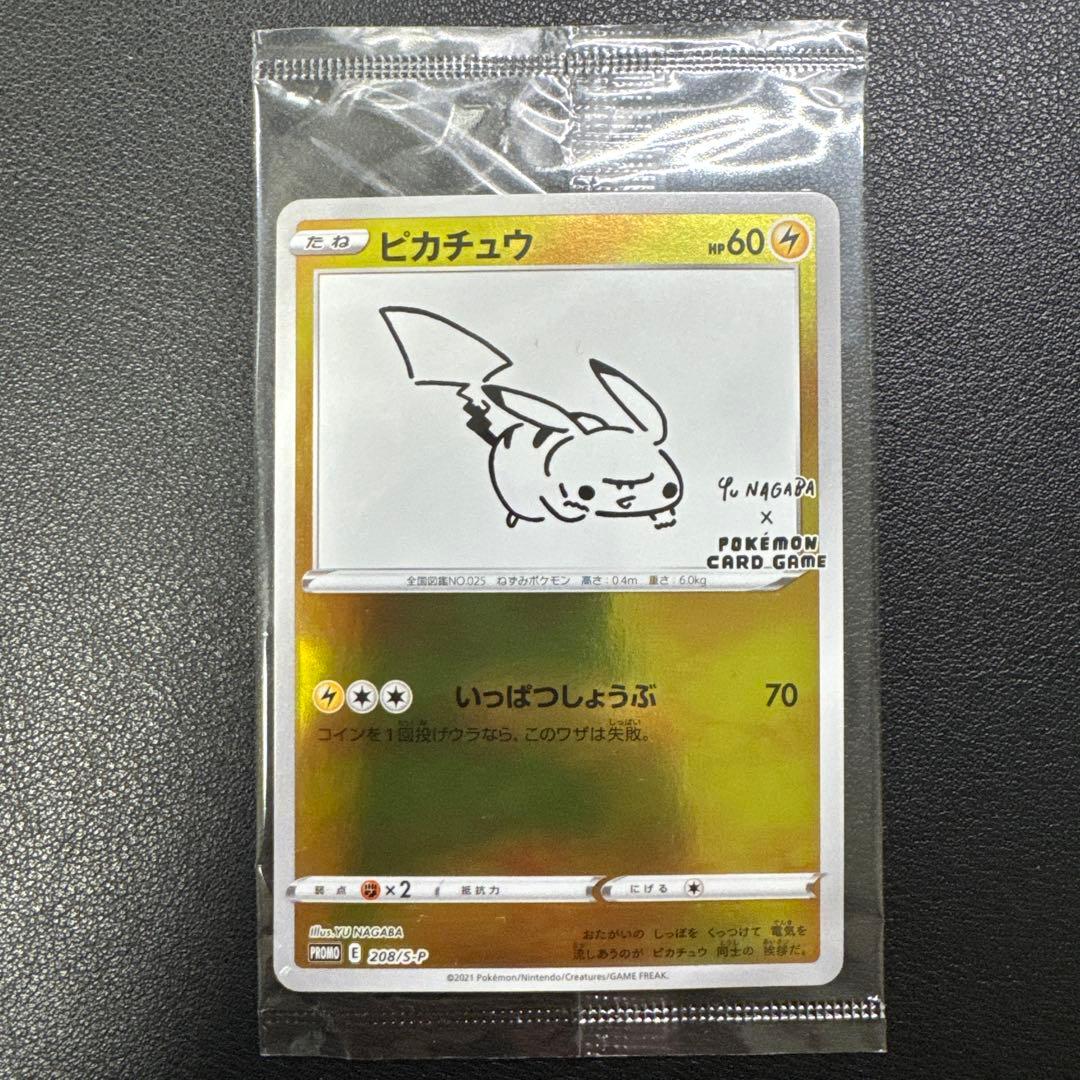 たね ピカチュウ HP60
Yu NAGABA
×
POKÉMON
CARD GAME
全国図鑑NO.025 ねずみポケモン 高さ:0.4m 重さ:6.0kg
いっぱつしょうぶ 70
コインを1回投げウラなら、このワザは失敗。
弱点 ×2 抵抗力 にげる
Illus.YU NAGABA
おたがいの しっぽを くっつけて 電気を
流しあうのが ピカチュウ 同士の 挨拶だ。
PROMO E 208/S-P
©2021 Pokémon/Nintendo/Creatures/GAME FREAK.